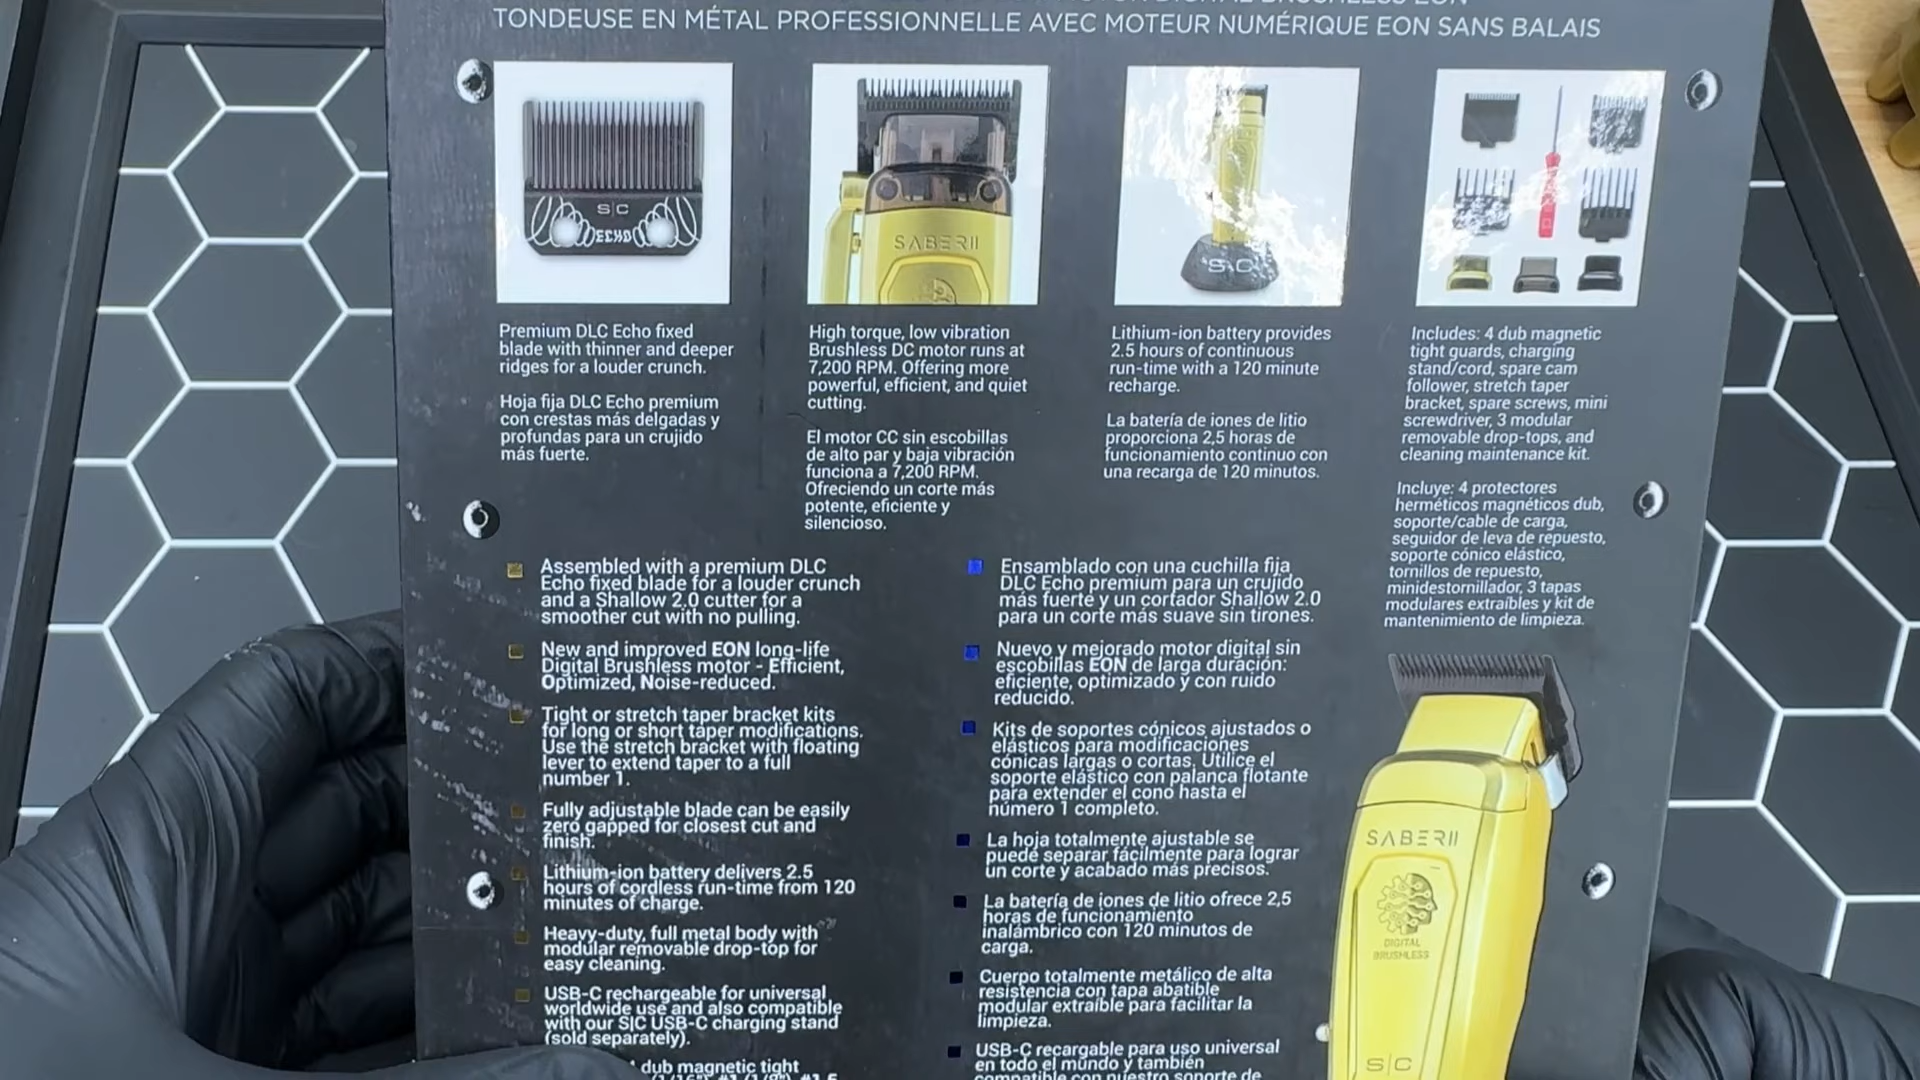 TONDEUSE EN MÉTAL PROFESSIONNELLE AVEC MOTEUR NUMÉRIQUE EON SANS BALAIS
S|C
ECHO
SABER II
S|C
Premium DLC Echo fixed
blade with thinner and deeper
ridges for a louder crunch.
Hoja fija DLC Echo premium
con crestas más delgadas y
profundas para un crujido
más fuerte.
High torque, low vibration
Brushless DC motor runs at
7,200 RPM. Offering more
powerful, efficient, and quiet
cutting.
El motor CC sin escobillas
de alto par y baja vibración
funciona a 7,200 RPM.
Ofreciendo un corte más
potente, eficiente y
silencioso.
Lithium-ion battery provides
2.5 hours of continuous
run-time with a 120 minute
recharge.
La batería de iones de litio
proporciona 2,5 horas de
funcionamiento continuo con
una recarga de 120 minutos.
Includes: 4 dub magnetic
tight guards, charging
stand/cord, spare cam
follower, stretch taper
bracket, spare screws, mini
screwdriver, 3 modular
removable drop-tops, and
cleaning maintenance kit.
Incluye: 4 protectores
herméticos magnéticos dub,
soporte/cable de carga,
seguidor de leva de repuesto,
soporte cónico elástico,
tornillos de repuesto,
minidestornillador, 3 tapas
modulares extraíbles y kit de
mantenimiento de limpieza.
Assembled with a premium DLC
Echo fixed blade for a louder crunch
and a Shallow 2.0 cutter for a
smoother cut with no pulling.
New and improved EON long-life
Digital Brushless motor - Efficient,
Optimized, Noise-reduced.
Tight or stretch taper bracket kits
for long or short taper modifications.
Use the stretch bracket with floating
lever to extend taper to a full
number 1.
Fully adjustable blade can be easily
zero gapped for closest cut and
finish.
Lithium-ion battery delivers 2.5
hours of cordless run-time from 120
minutes of charge.
Heavy-duty, full metal body with
modular removable drop-top for
easy cleaning.
USB-C rechargeable for universal
worldwide use and also compatible
with our S|C USB-C charging stand
(sold separately).
dub magnetic tight
Ensamblado con una cuchilla fija
DLC Echo premium para un crujido
más fuerte y un cortador Shallow 2.0
para un corte más suave sin tirones.
Nuevo y mejorado motor digital sin
escobillas EON de larga duración:
eficiente, optimizado y con ruido
reducido.
Kits de soportes cónicos ajustados o
elásticos para modificaciones
cónicas largas o cortas. Utilice el
soporte elástico con palanca flotante
para extender el cono hasta el
número 1 completo.
La hoja totalmente ajustable se
puede separar fácilmente para lograr
un corte y acabado más precisos.
La batería de iones de litio ofrece 2,5
horas de funcionamiento
inalámbrico con 120 minutos de
carga.
Cuerpo totalmente metálico de alta
resistencia con tapa abatible
modular extraíble para facilitar la
limpieza.
USB-C recargable para uso universal
en todo el mundo y también
compatible con nuestro soporte de
SABER II
DIGITAL
BRUSHLESS
S|C